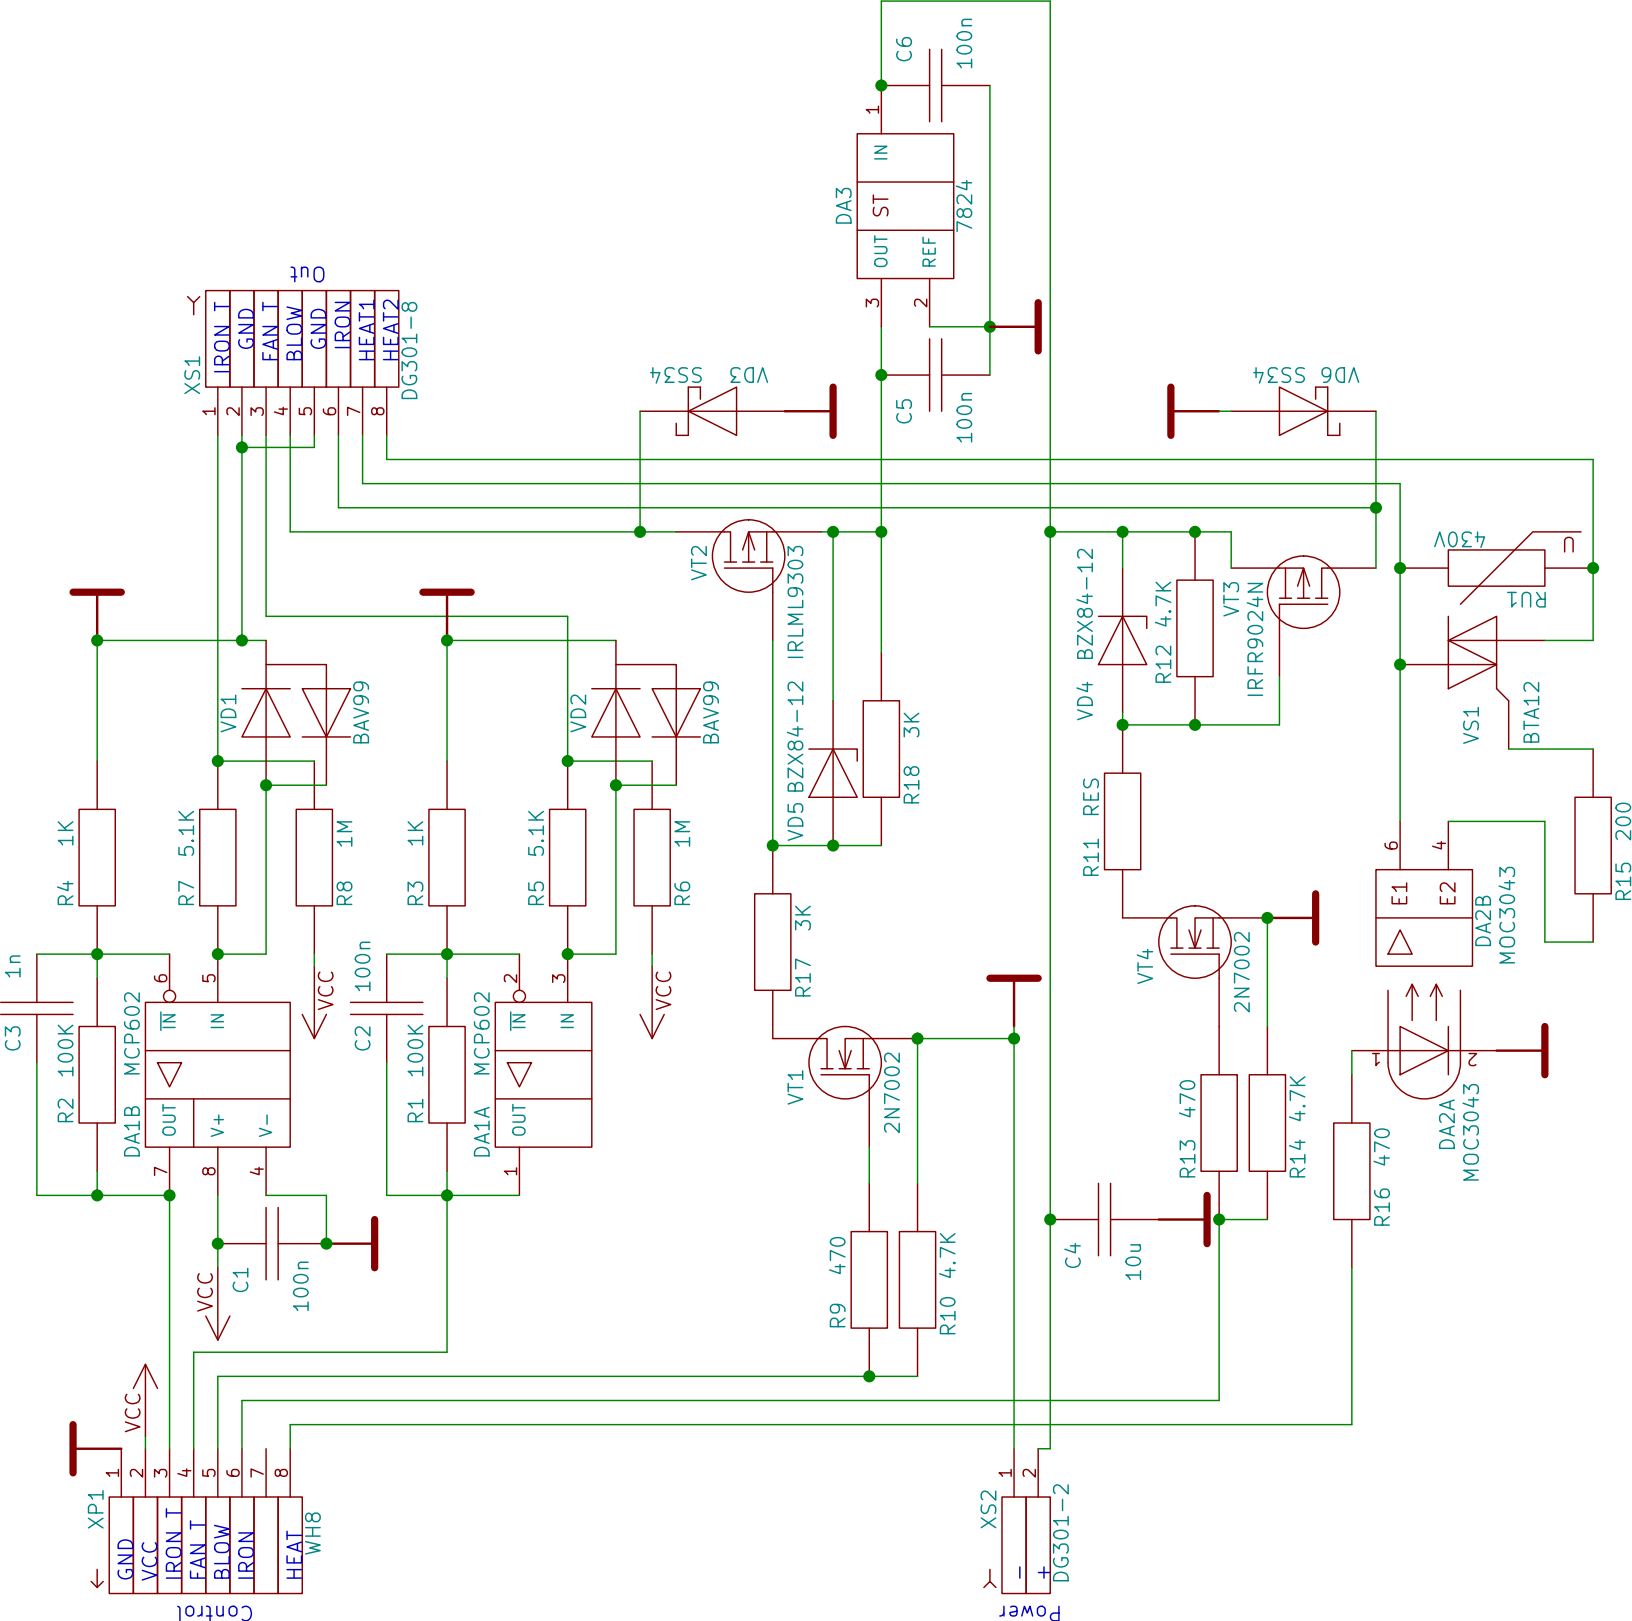 C6
100n
1
IN
DA3
ST
7824
OUT
REF
3
2
C5
100n
Out
XS1
IRON T
GND
FAN T
BLOW
GND
IRON
HEAT1
HEAT2
DG301-8
1
2
3
4
5
6
7
8
VD3 SS34
VD6 SS34
VT2
IRLML9303
VD4 BZX84-12
R12 4.7K
VT3
IRFR9024N
430V
U
RU1
VS1
BTA12
VD1
BAV99
VD2
BAV99
VD5 BZX84-12
R18 3K
R4 1K
R7 5.1K
R8 1M
R3 1K
R5 5.1K
R6 1M
R11 RES
R17 3K
R15 200
6
4
E1
E2
DA2B
MOC3043
C3 1n
R2 100K
6
5
IN
IN
OUT
V+
V-
DA1B MCP602
7
8
4
VCC
C2 100n
R1 100K
2
3
IN
IN
OUT
DA1A MCP602
1
VCC
VT4
2N7002
VT1
2N7002
1
2
DA2A
MOC3043
R13 470
R14 4.7K
R16 470
C1
100n
VCC
R9 470
R10 4.7K
C4
10u
VCC
XP1
1
2
3
4
5
6
7
8
GND
VCC
IRON T
FAN T
BLOW
IRON
HEAT
WH8
Control
XS2
1
2
-
+
DG301-2
Power